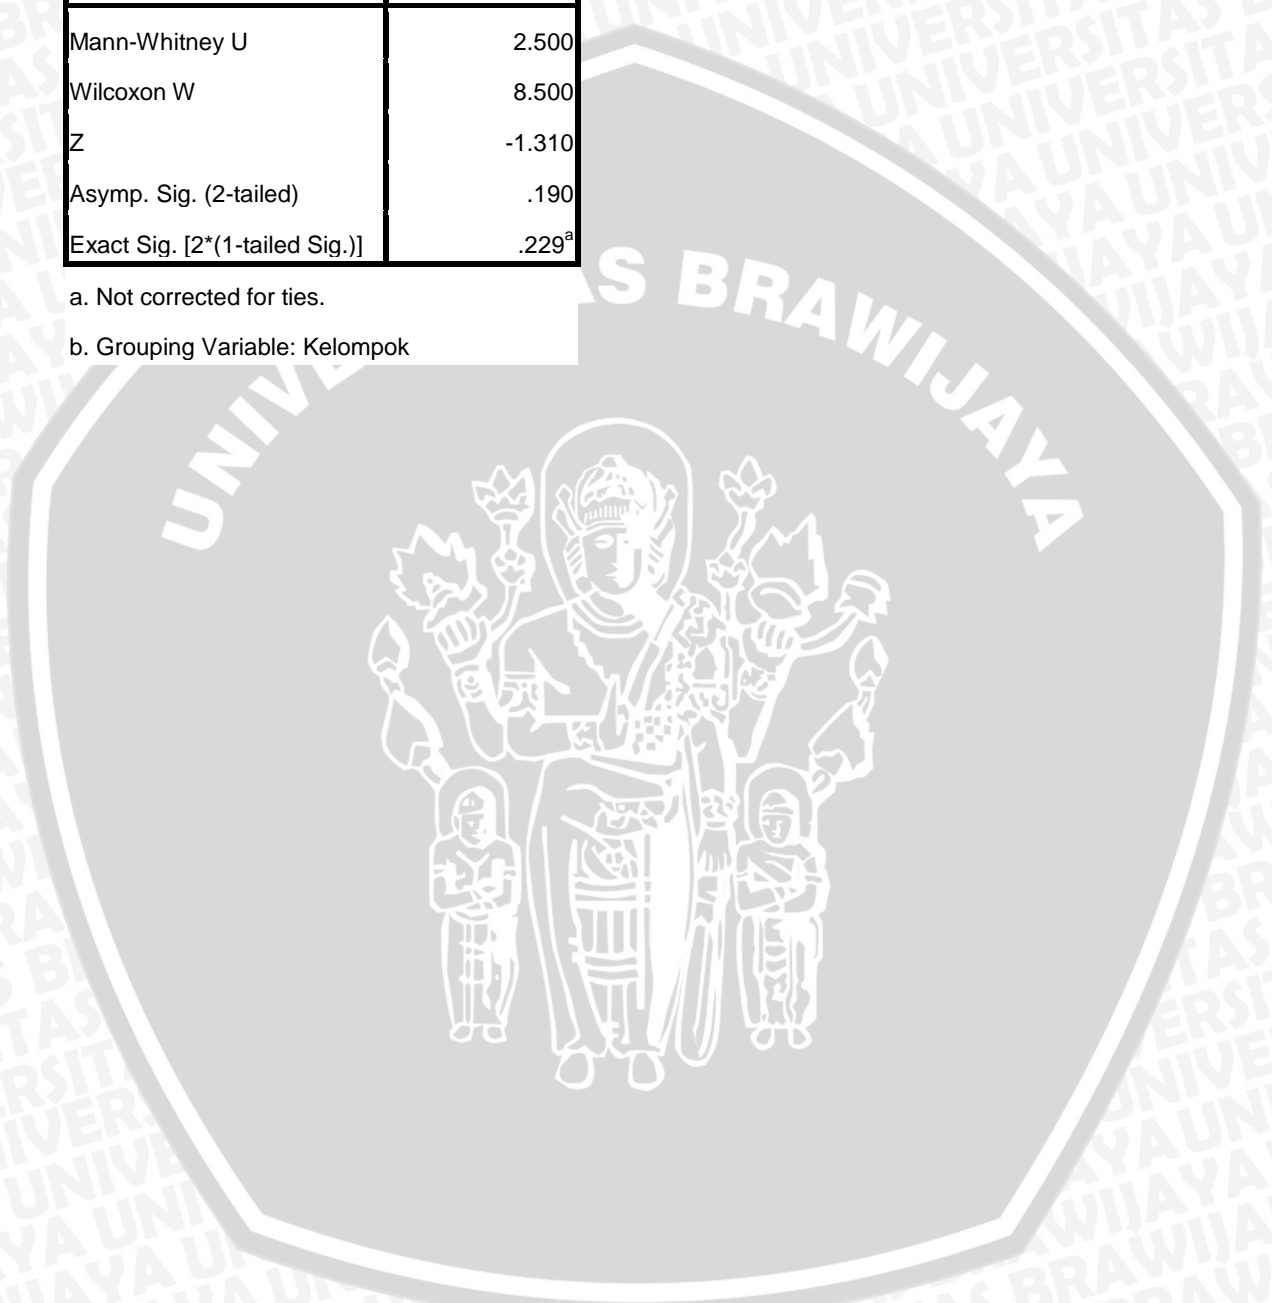 Mann-Whitney U 2.500
Wilcoxon W 8.500
Z -1.310
Asymp. Sig. (2-tailed) .190
Exact Sig. [2*(1-tailed Sig.)] .229a
a. Not corrected for ties.
b. Grouping Variable: Kelompok
AS BRAWIJAYA